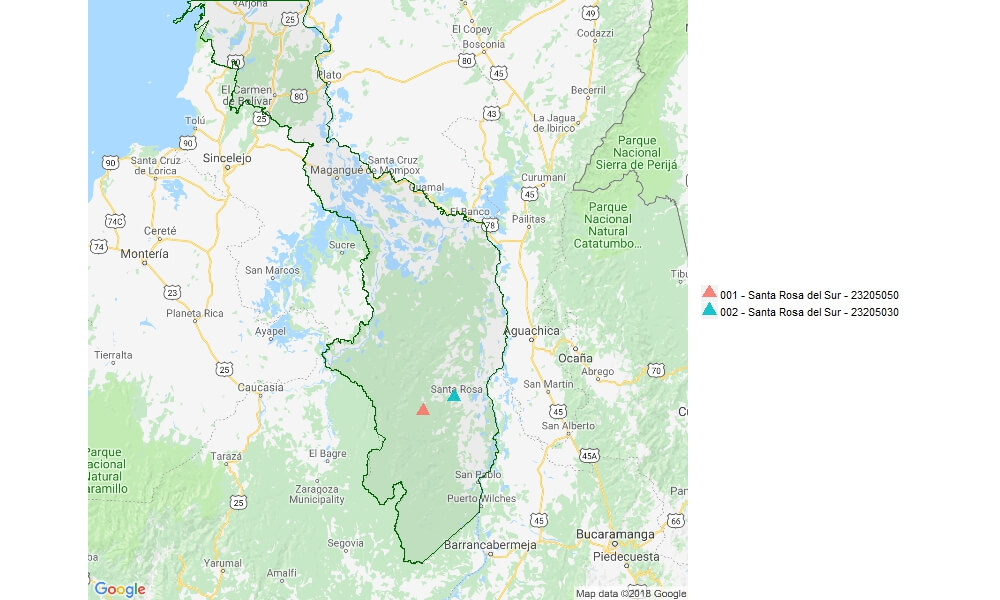 Arjona
25
El Copey
49
Codazzi
Bosconia
80
45
90
Plato
Becerril
El Carmen
de Bolívar
80
43
La Jagua
de Ibirico
Tolú
25
90
Parque
Nacional
Sierra de Perijá
Sincelejo
90
Santa Cruz
de Lorica
Santa Cruz
de Mompox
Magangué
Curumaní
Guamal
45
74C
El Banco
78
Pailitas
Parque
Nacional
Natural
Catatumbo...
Cereté
74
Montería
Sucre
San Marcos
Tibu
23
Planeta Rica
001 - Santa Rosa del Sur - 23205050
002 - Santa Rosa del Sur - 23205030
Ayapel
Aguachica
Tierralta
Ocaña
25
Abrego
70
Caucasia
Santa Rosa
San Martin
45
San Alberto
Parque
Nacional
Natural
Paramillo
Tarazá
El Bagre
45A
San Pablo
Zaragoza
Municipality
Puerto Wilches
25
45
66
Bucaramanga
Segovia
Barrancabermeja
Piedecuesta
Yarumal
Amalfi
Google
Map data ©2018 Google